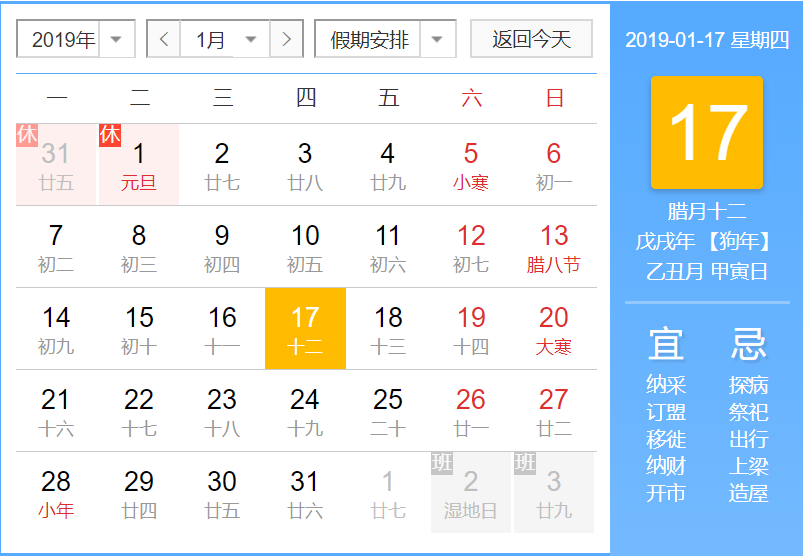 2019年 1月 假期安排 返回今天
一 二 三 四 五 六 日
休 休
31 1 2 3 4 5 6
廿五 元旦 廿七 廿八 廿九 小寒 初一
7 8 9 10 11 12 13
初二 初三 初四 初五 初六 初七 腊八节
14 15 16 17 18 19 20
初九 初十 十一 十二 十三 十四 大寒
21 22 23 24 25 26 27
十六 十七 十八 十九 二十 廿一 廿二
班 班
28 29 30 31 1 2 3
小年 廿四 廿五 廿六 廿七 湿地日 廿九
2019-01-17 星期四
17
腊月十二
戊戌年 【狗年】
乙丑月 甲寅日
宜 忌
纳采 探病
订盟 祭祀
移徙 出行
纳财 上梁
开市 造屋